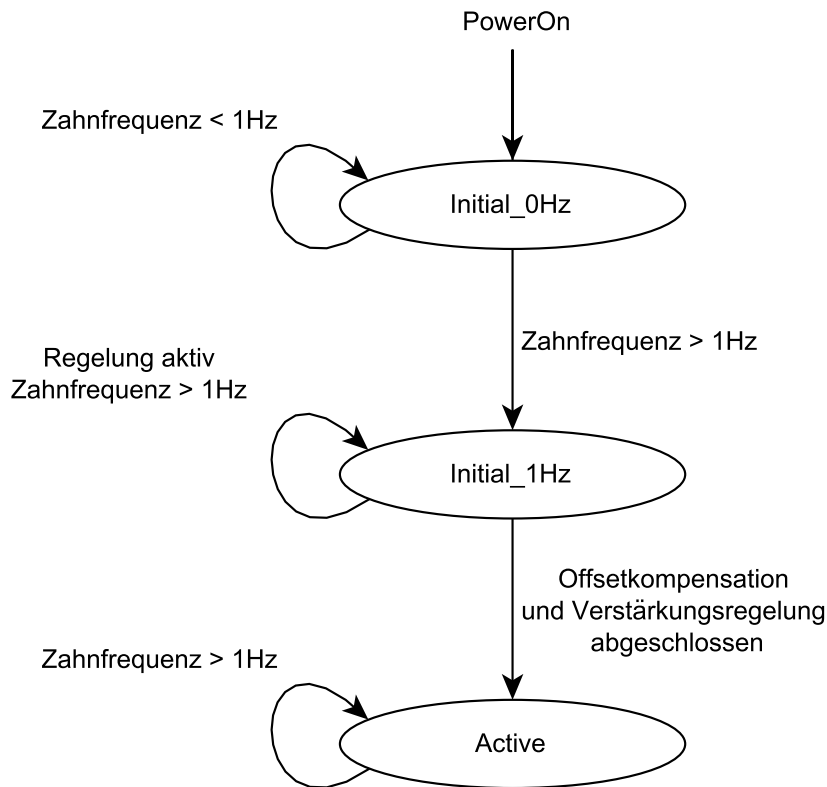 PowerOn
Zahnfrequenz < 1Hz
Initial_0Hz
Zahnfrequenz > 1Hz
Regelung aktiv
Zahnfrequenz > 1Hz
Initial_1Hz
Offsetkompensation
und Verstärkungsregelung
abgeschlossen
Zahnfrequenz > 1Hz
Active